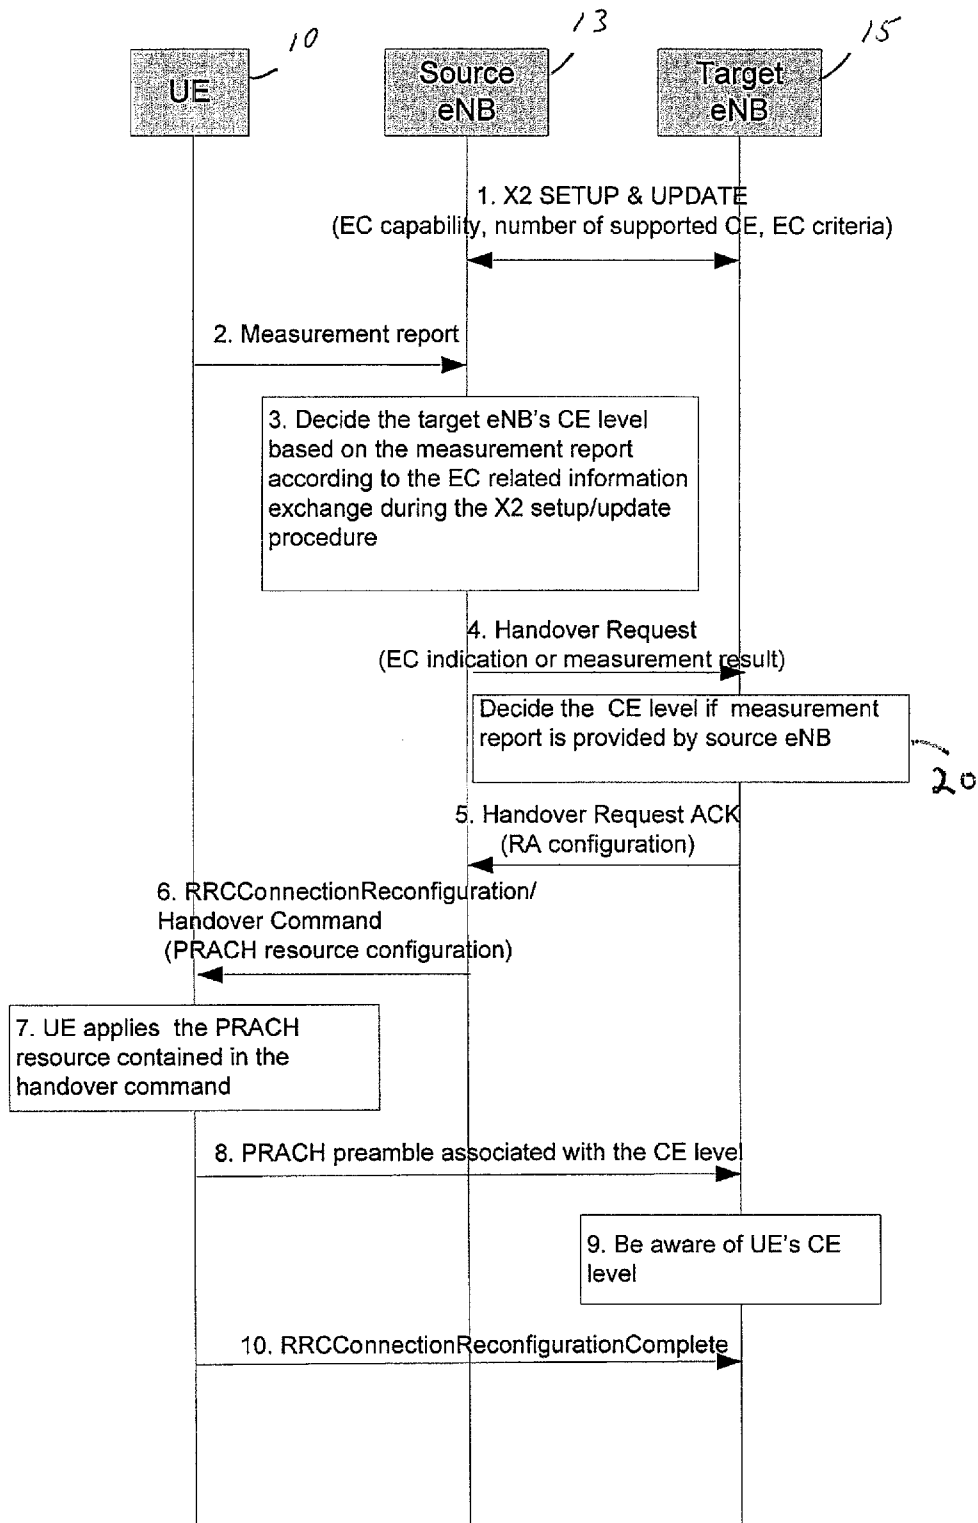 10
13
15
UE
Source
eNB
Target
eNB
1. X2 SETUP & UPDATE
(EC capability, number of supported CE, EC criteria)
2. Measurement report
3. Decide the target eNB's CE level
based on the measurement report
according to the EC related information
exchange during the X2 setup/update
procedure
4. Handover Request
(EC indication or measurement result)
Decide the CE level if measurement
report is provided by source eNB
20
5. Handover Request ACK
(RA configuration)
6. RRCConnectionReconfiguration/
Handover Command
(PRACH resource configuration)
7. UE applies the PRACH
resource contained in the
handover command
8. PRACH preamble associated with the CE level
9. Be aware of UE's CE
level
10. RRCConnectionReconfigurationComplete